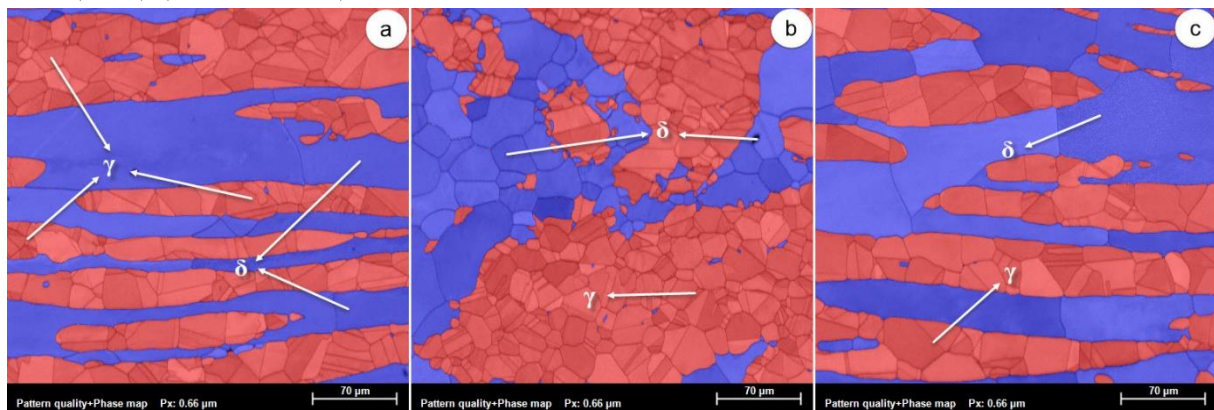 a
γ
δ
70 µm
Pattern quality+Phase map Px: 0.66 µm
b
δ
γ
70 µm
Pattern quality+Phase map Px: 0.66 µm
c
δ
γ
70 µm
Pattern quality+Phase map Px: 0.66 µm